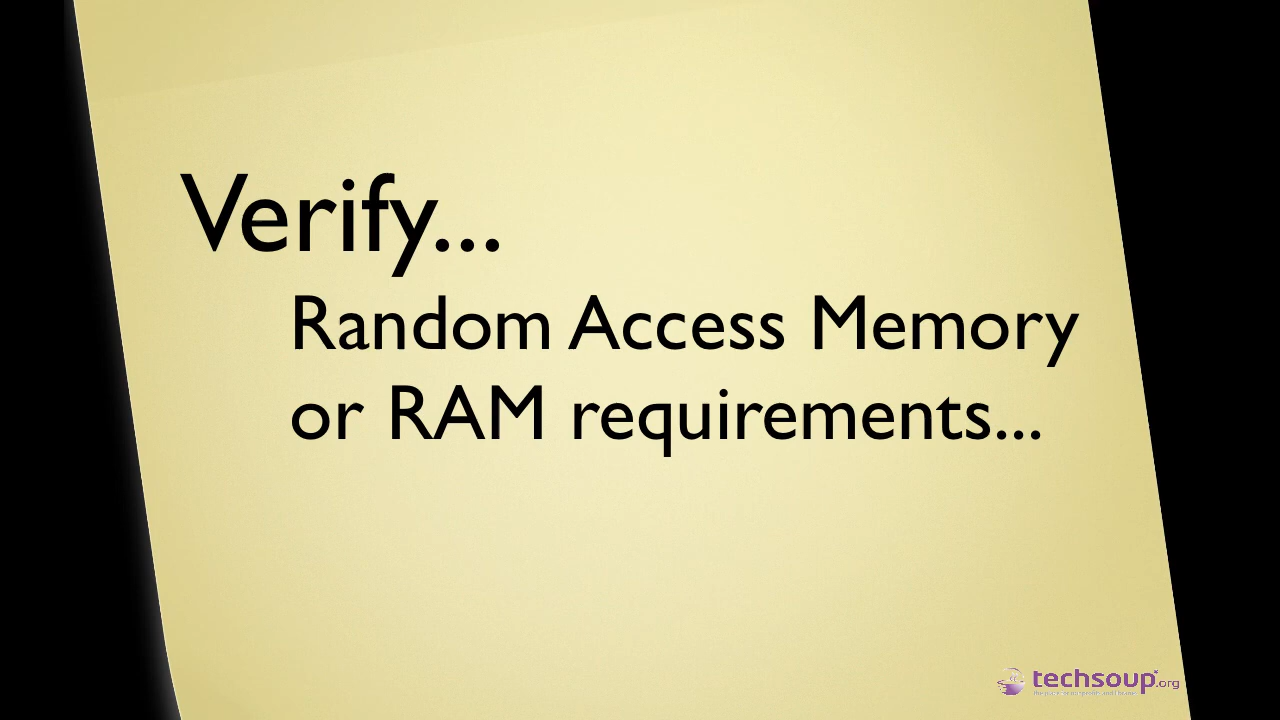 Verify...
Random Access Memory
or RAM requirements...
techsoup.org